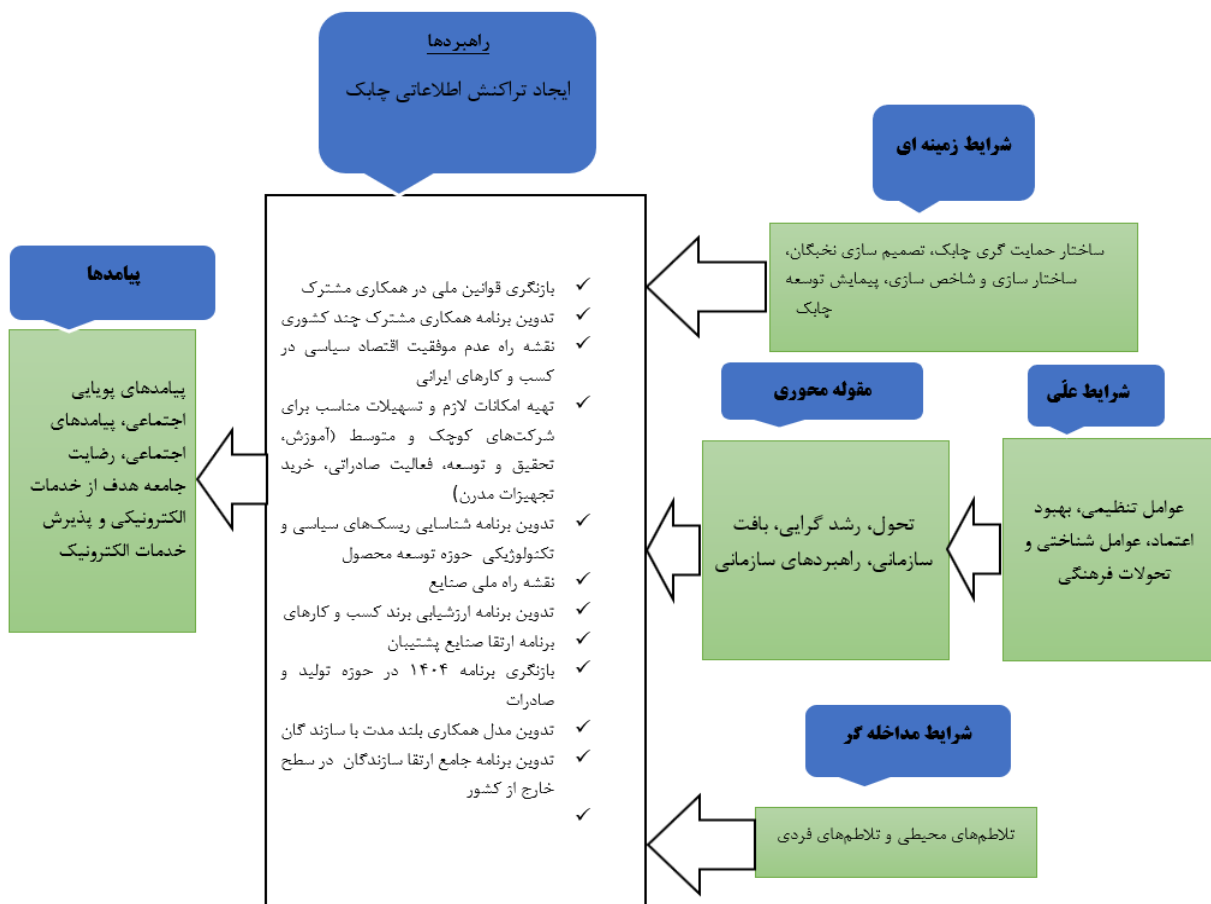 راهبردها
ایجاد تراکنش اطلاعاتی چابک
شرایط زمینه ای
ساختار حمایت گری چابک، تصمیم سازی نخبگان،
ساختار سازی و شاخص سازی، پیمایش توسعه
چابک
شرایط علّی
عوامل تنظیمی، بهبود
اعتماد، عوامل شناختی و
تحولات فرهنگی
مقوله محوری
تحول، رشد گرایی، بافت
سازمانی، راهبردهای سازمانی
شرایط مداخله گر
تلاطم‌های محیطی و تلاطم‌های فردی
✓ بازنگری قوانین ملی در همکاری مشترک
✓ تدوین برنامه همکاری مشترک چند کشوری
✓ نقشه راه عدم موفقیت اقتصاد سیاسی در
کسب و کارهای ایرانی
✓ تهیه امکانات لازم و تسهیلات مناسب برای
شرکت‌های کوچک و متوسط (آموزش،
تحقیق و توسعه، فعالیت صادراتی، خرید
تجهیزات مدرن)
✓ تدوین برنامه شناسایی ریسک‌های سیاسی و
تکنولوژیکی حوزه توسعه محصول
✓ نقشه راه ملی صنایع
✓ تدوین برنامه ارزشیابی برند کسب و کارهای
✓ برنامه ارتقا صنایع پشتیبان
✓ بازنگری برنامه ۱۴۰۴ در حوزه تولید و
صادرات
✓ تدوین مدل همکاری بلند مدت با سازند گان
✓ تدوین برنامه جامع ارتقا سازندگان در سطح
خارج از کشور
✓
پیامدها
پیامدهای پویایی
اجتماعی، پیامدهای
اجتماعی، رضایت
جامعه هدف از خدمات
الکترونیکی و پذیرش
خدمات الکترونیک